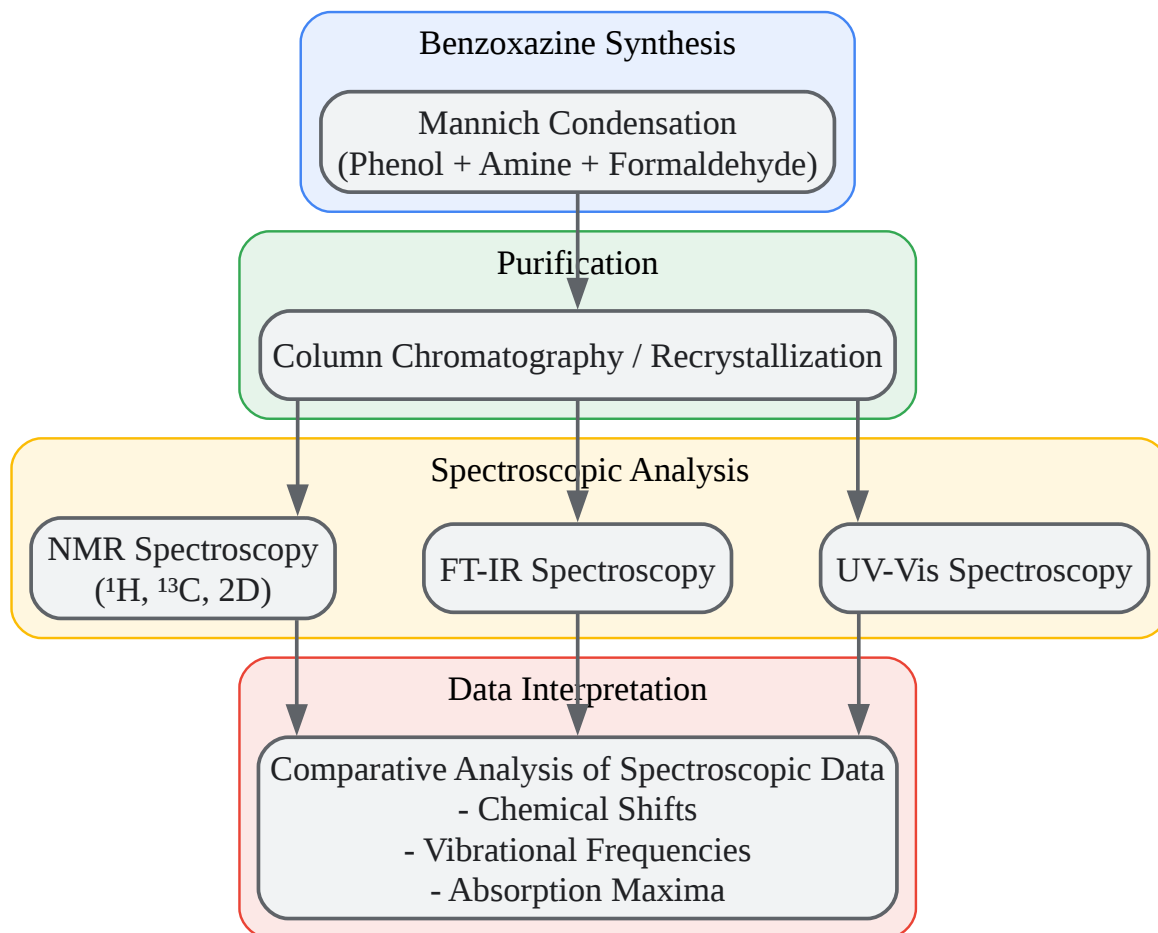 Benzoxazine Synthesis
Mannich Condensation
(Phenol + Amine + Formaldehyde)
Purification
Column Chromatography / Recrystallization
Spectroscopic Analysis
NMR Spectroscopy
(¹H, ¹³C, 2D)
FT-IR Spectroscopy
UV-Vis Spectroscopy
Data Interpretation
Comparative Analysis of Spectroscopic Data
- Chemical Shifts
- Vibrational Frequencies
- Absorption Maxima